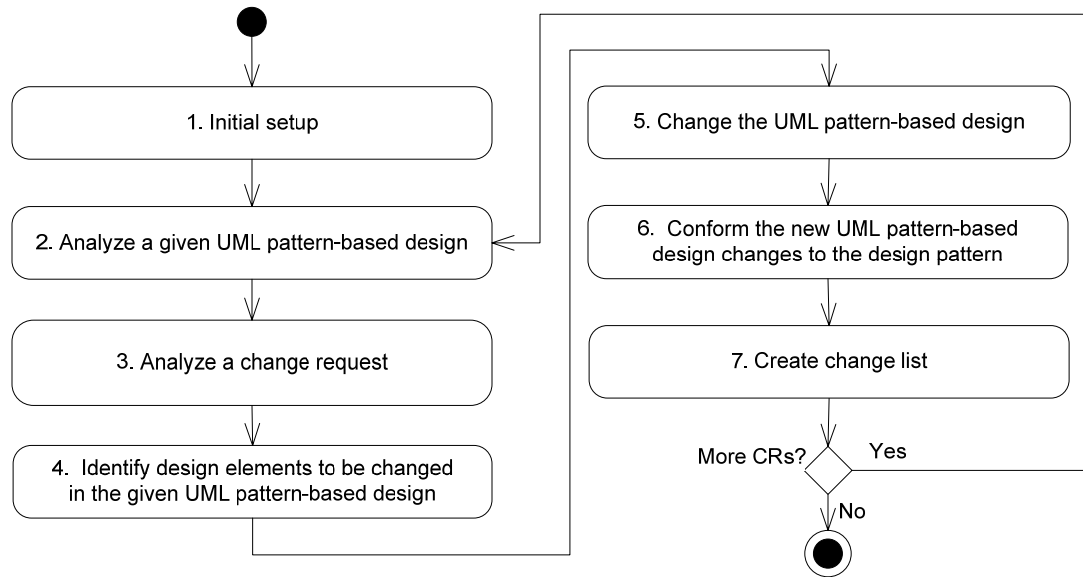 1. Initial setup
2. Analyze a given UML pattern-based design
3. Analyze a change request
4. Identify design elements to be changed
in the given UML pattern-based design
5. Change the UML pattern-based design
6. Conform the new UML pattern-based
design changes to the design pattern
7. Create change list
More CRs?
Yes
No